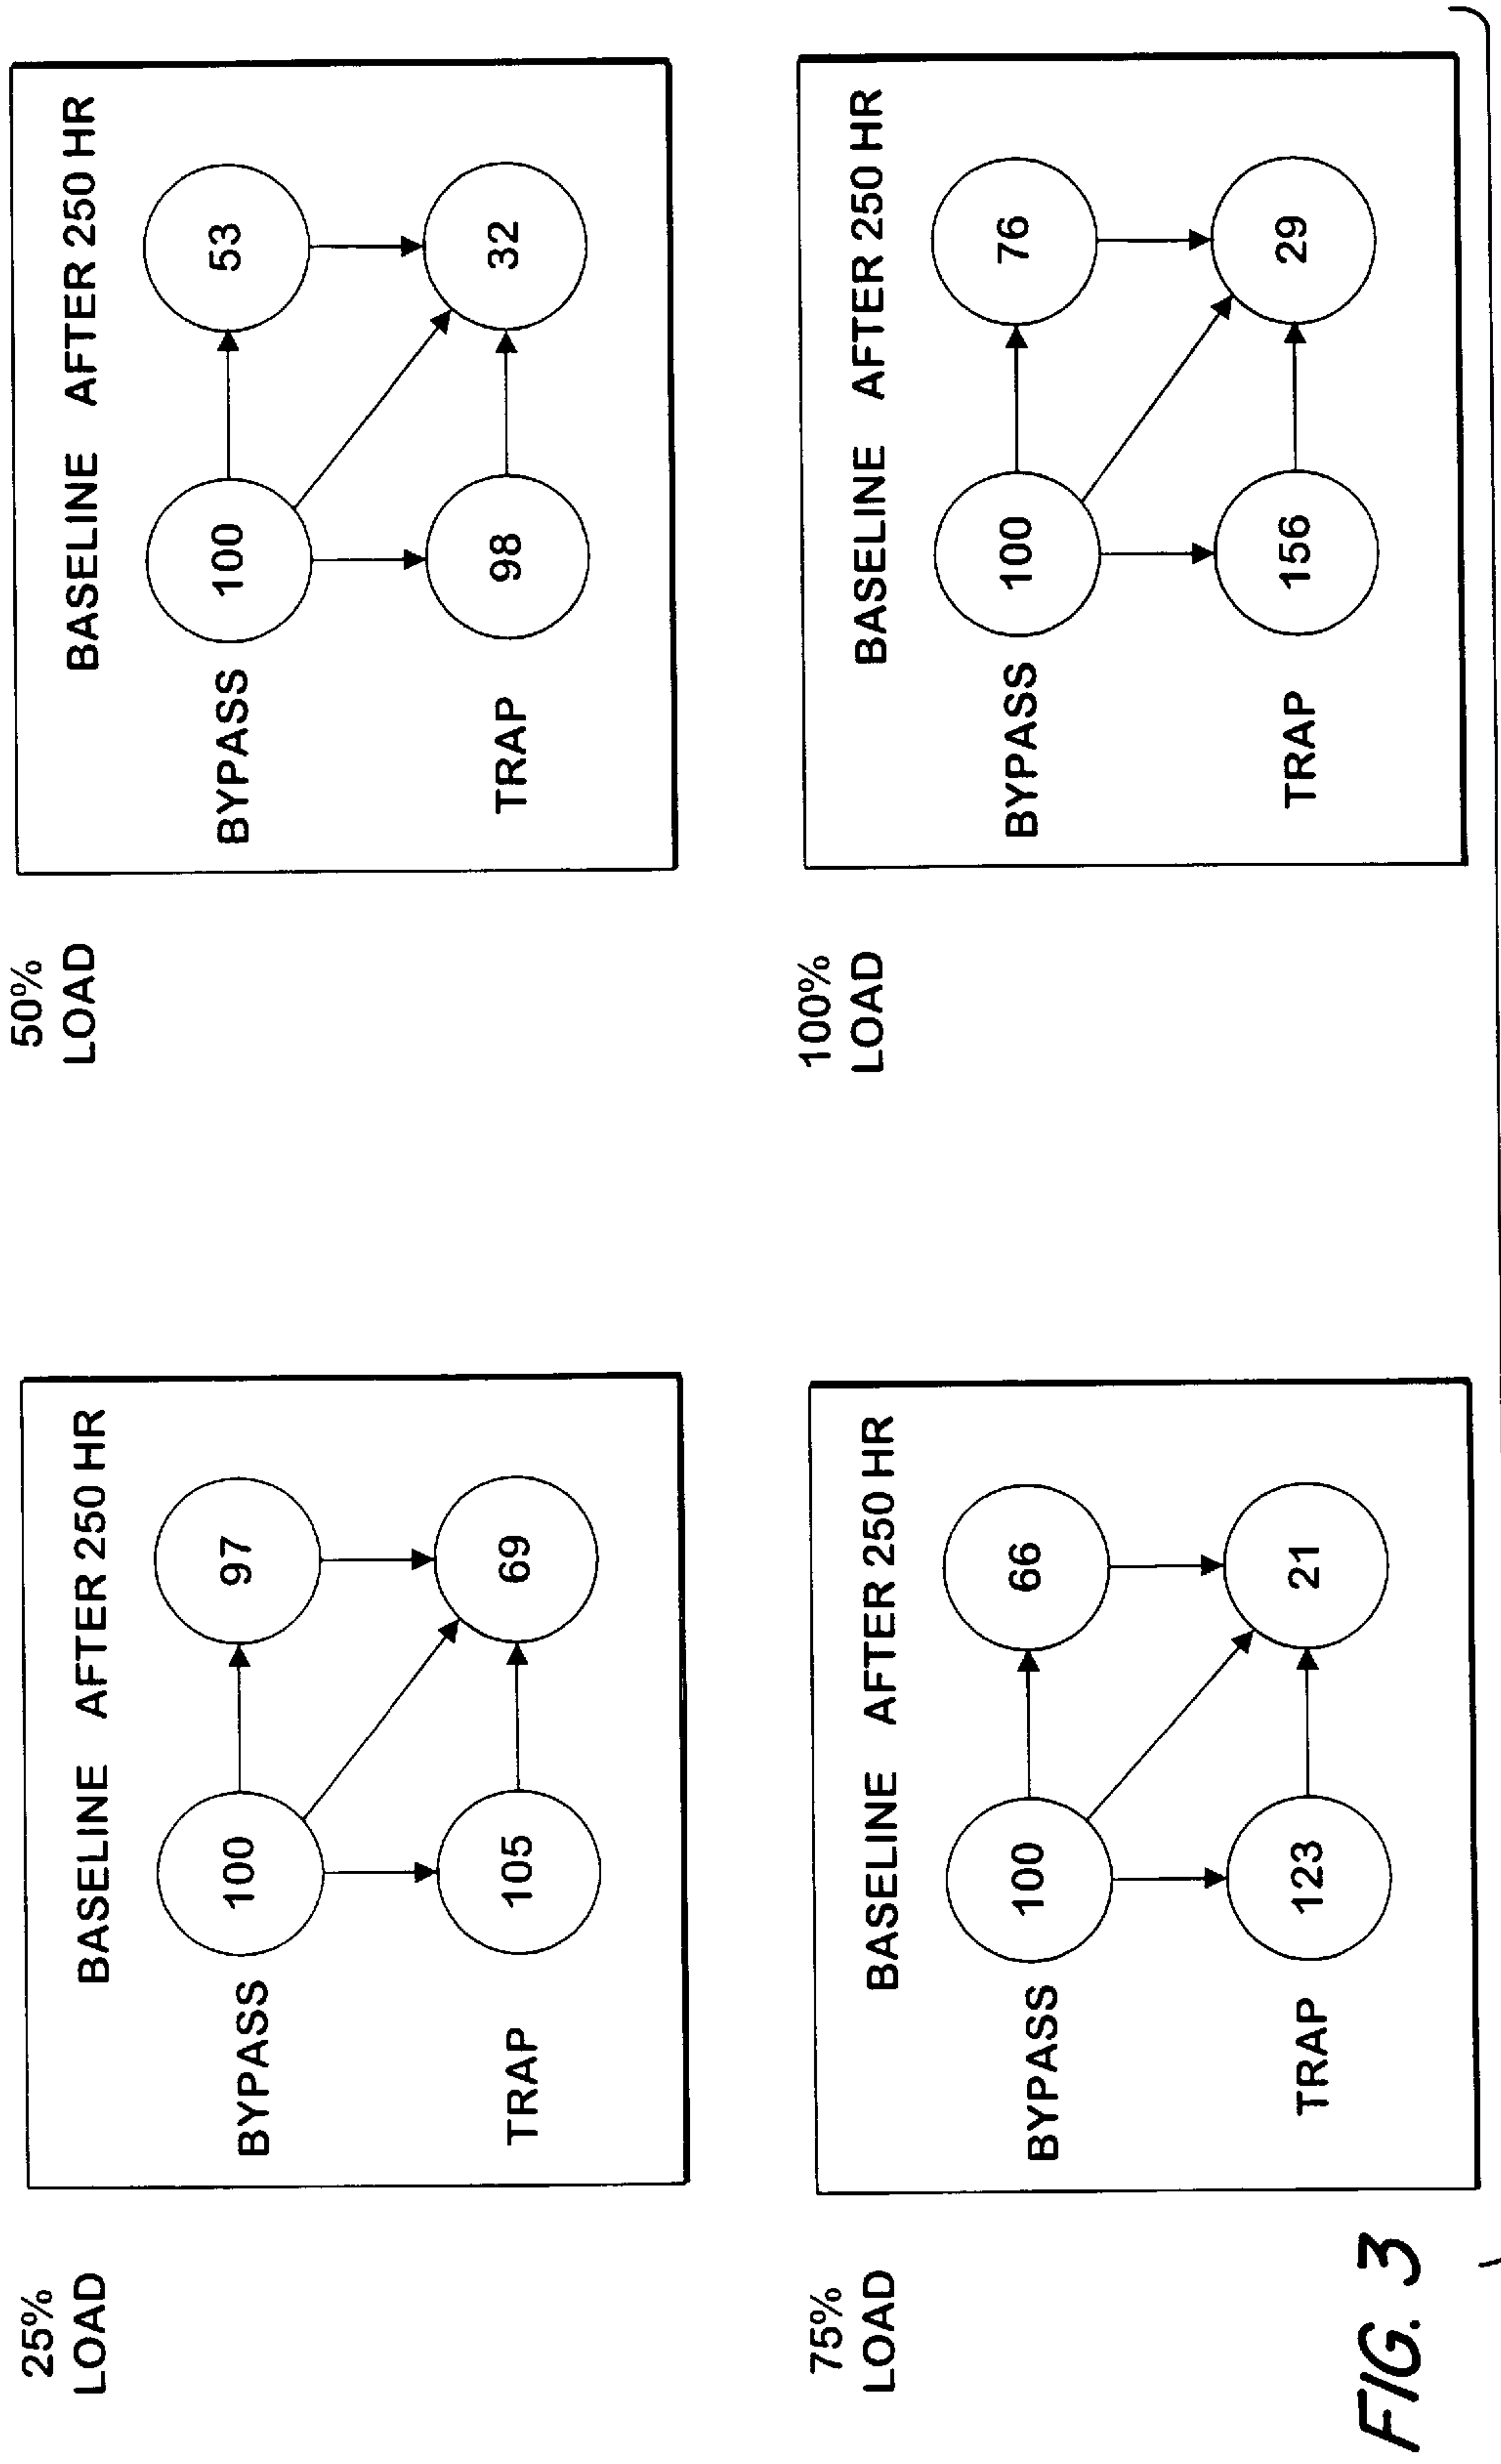 25%
LOAD
BASELINE AFTER 250 HR
BYPASS 100 97
TRAP 105 69
50%
LOAD
BASELINE AFTER 250 HR
BYPASS 100 53
TRAP 98 32
75%
LOAD
BASELINE AFTER 250 HR
BYPASS 100 66
TRAP 123 21
100%
LOAD
BASELINE AFTER 250 HR
BYPASS 100 76
TRAP 156 29
FIG. 3